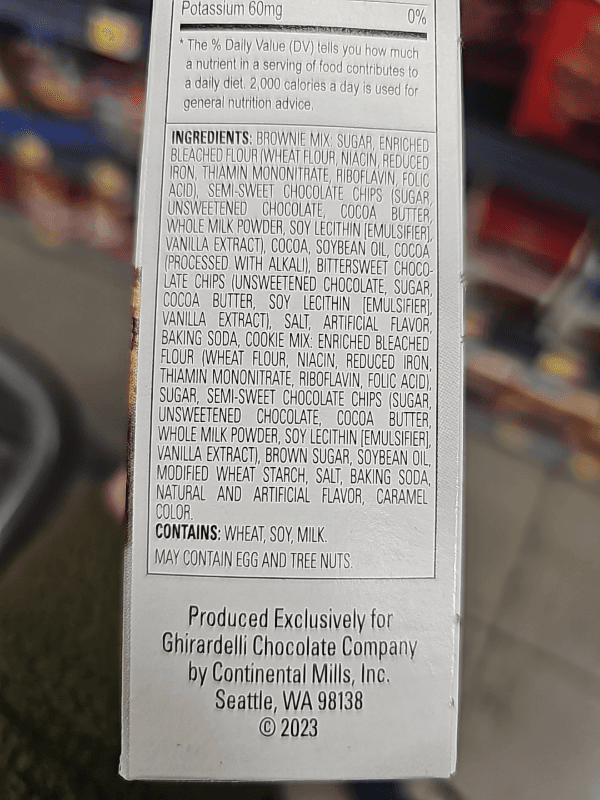 Potassium 60mg 0%
* The % Daily Value (DV) tells you how much
a nutrient in a serving of food contributes to
a daily diet. 2,000 calories a day is used for
general nutrition advice.
INGREDIENTS: BROWNIE MIX: SUGAR, ENRICHED
BLEACHED FLOUR (WHEAT FLOUR, NIACIN, REDUCED
IRON, THIAMIN MONONITRATE, RIBOFLAVIN, FOLIC
ACID), SEMI-SWEET CHOCOLATE CHIPS (SUGAR,
UNSWEETENED CHOCOLATE, COCOA BUTTER,
WHOLE MILK POWDER, SOY LECITHIN [EMULSIFIER],
VANILLA EXTRACT), COCOA, SOYBEAN OIL, COCOA
(PROCESSED WITH ALKALI), BITTERSWEET CHOCO-
LATE CHIPS (UNSWEETENED CHOCOLATE, SUGAR,
COCOA BUTTER, SOY LECITHIN [EMULSIFIER],
VANILLA EXTRACT), SALT, ARTIFICIAL FLAVOR,
BAKING SODA, COOKIE MIX: ENRICHED BLEACHED
FLOUR (WHEAT FLOUR, NIACIN, REDUCED IRON,
THIAMIN MONONITRATE, RIBOFLAVIN, FOLIC ACID),
SUGAR, SEMI-SWEET CHOCOLATE CHIPS (SUGAR,
UNSWEETENED CHOCOLATE, COCOA BUTTER,
WHOLE MILK POWDER, SOY LECITHIN [EMULSIFIER],
VANILLA EXTRACT), BROWN SUGAR, SOYBEAN OIL,
MODIFIED WHEAT STARCH, SALT, BAKING SODA,
NATURAL AND ARTIFICIAL FLAVOR, CARAMEL
COLOR.
CONTAINS: WHEAT, SOY, MILK.
MAY CONTAIN EGG AND TREE NUTS.
Produced Exclusively for
Ghirardelli Chocolate Company
by Continental Mills, Inc.
Seattle, WA 98138
© 2023